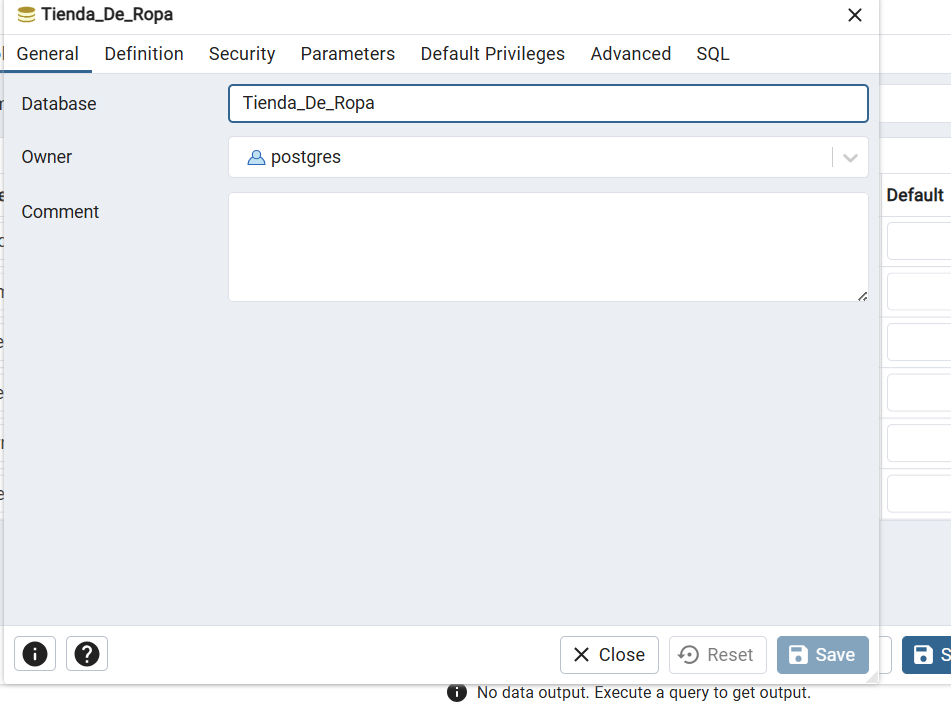 Tienda_De_Ropa
General Definition Security Parameters Default Privileges Advanced SQL
Database Tienda_De_Ropa
Owner postgres
Comment
Default
Close Reset Save S
No data output. Execute a query to get output.